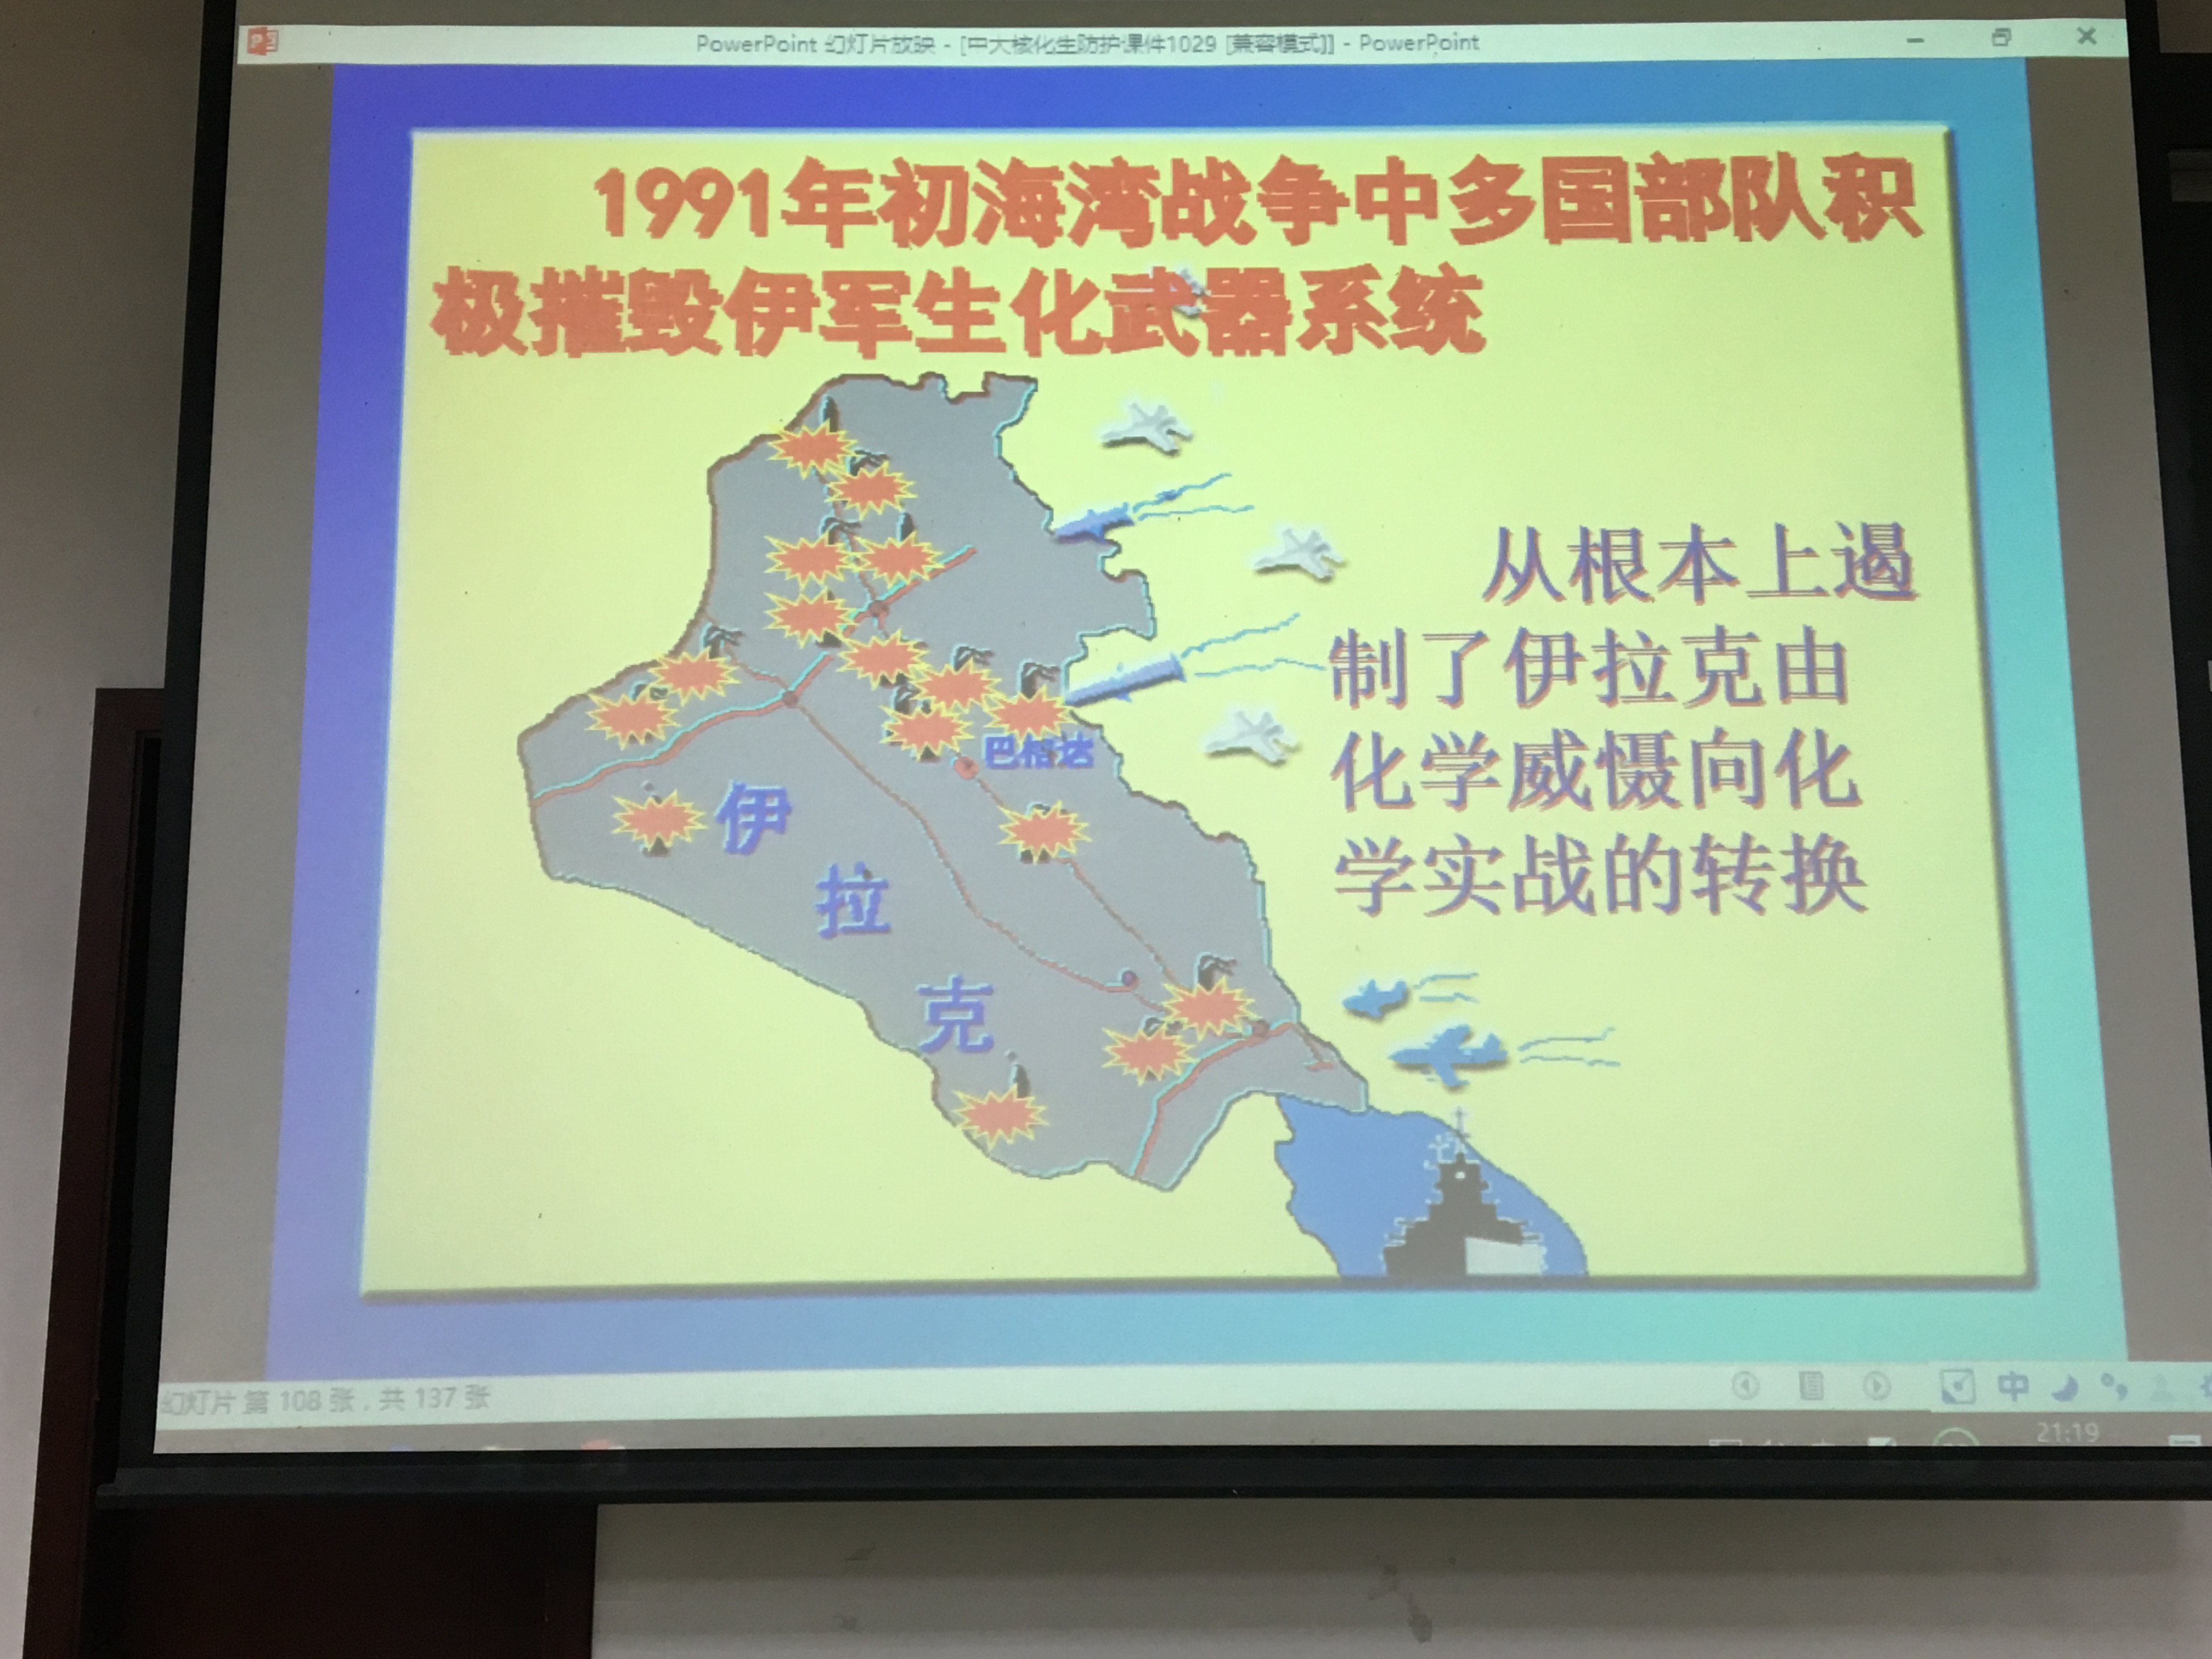 PowerPoint 幻灯片放映 - [中大核化生防护课件1029 [兼容模式]] - PowerPoint
1991年初海湾战争中多国部队积
极摧毁伊军生化武器系统
从根本上遏
制了伊拉克由
化学威慑向化
学实战的转换
巴格达
伊
拉
克
幻灯片 第 108 张，共 137 张
中
21:19